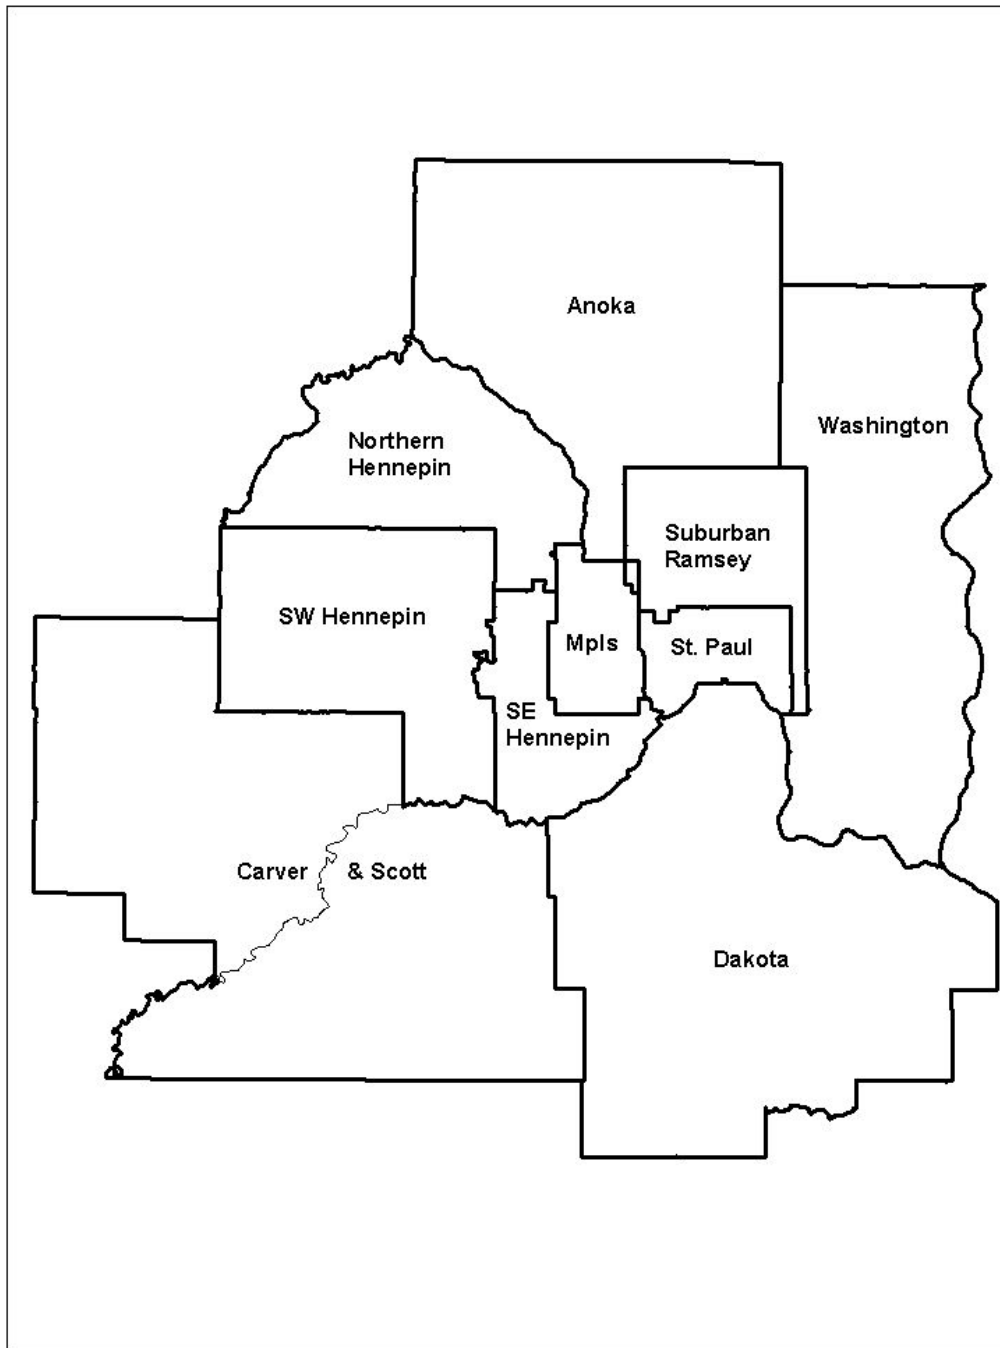 Anoka
Washington
Northern
Hennepin
Suburban
Ramsey
SW Hennepin
Mpls
St. Paul
SE
Hennepin
Carver & Scott
Dakota